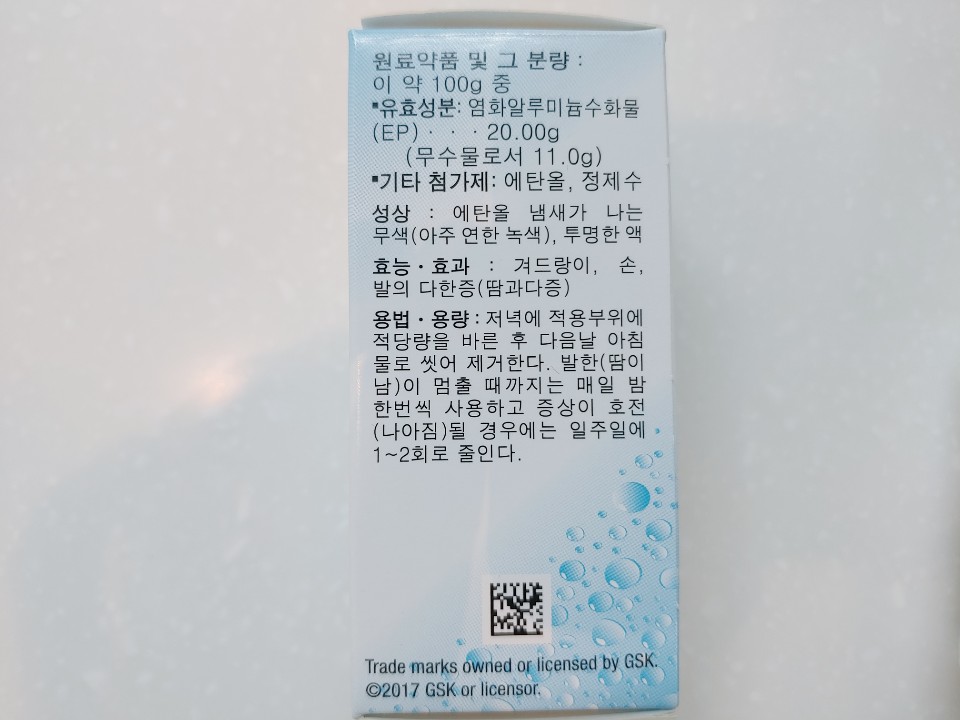 원료약품 및 그 분량 :
이 약 100g 중
▪유효성분: 염화알루미늄수화물
(EP) · · · 20.00g
(무수물로서 11.0g)
▪기타 첨가제: 에탄올, 정제수
성상 : 에탄올 냄새가 나는
무색(아주 연한 녹색), 투명한 액
효능 · 효과 : 겨드랑이, 손,
발의 다한증(땀과다증)
용법 · 용량 : 저녁에 적용부위에
적당량을 바른 후 다음날 아침
물로 씻어 제거한다. 발한(땀이
남)이 멈출 때까지는 매일 밤
한번씩 사용하고 증상이 호전
(나아짐)될 경우에는 일주일에
1~2회로 줄인다.
Trade marks owned or licensed by GSK.
©2017 GSK or licensor.